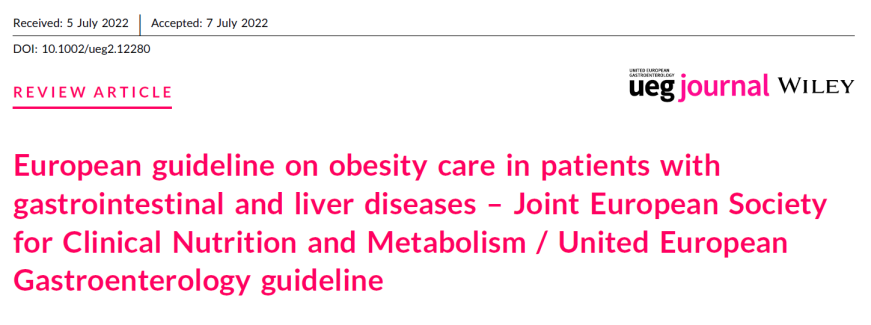 Received: 5 July 2022 | Accepted: 7 July 2022
DOI: 10.1002/ueg2.12280
UNITED EUROPEAN
GASTROENTEROLOGY
ueg journal WILEY
REVIEW ARTICLE
European guideline on obesity care in patients with
gastrointestinal and liver diseases – Joint European Society
for Clinical Nutrition and Metabolism / United European
Gastroenterology guideline